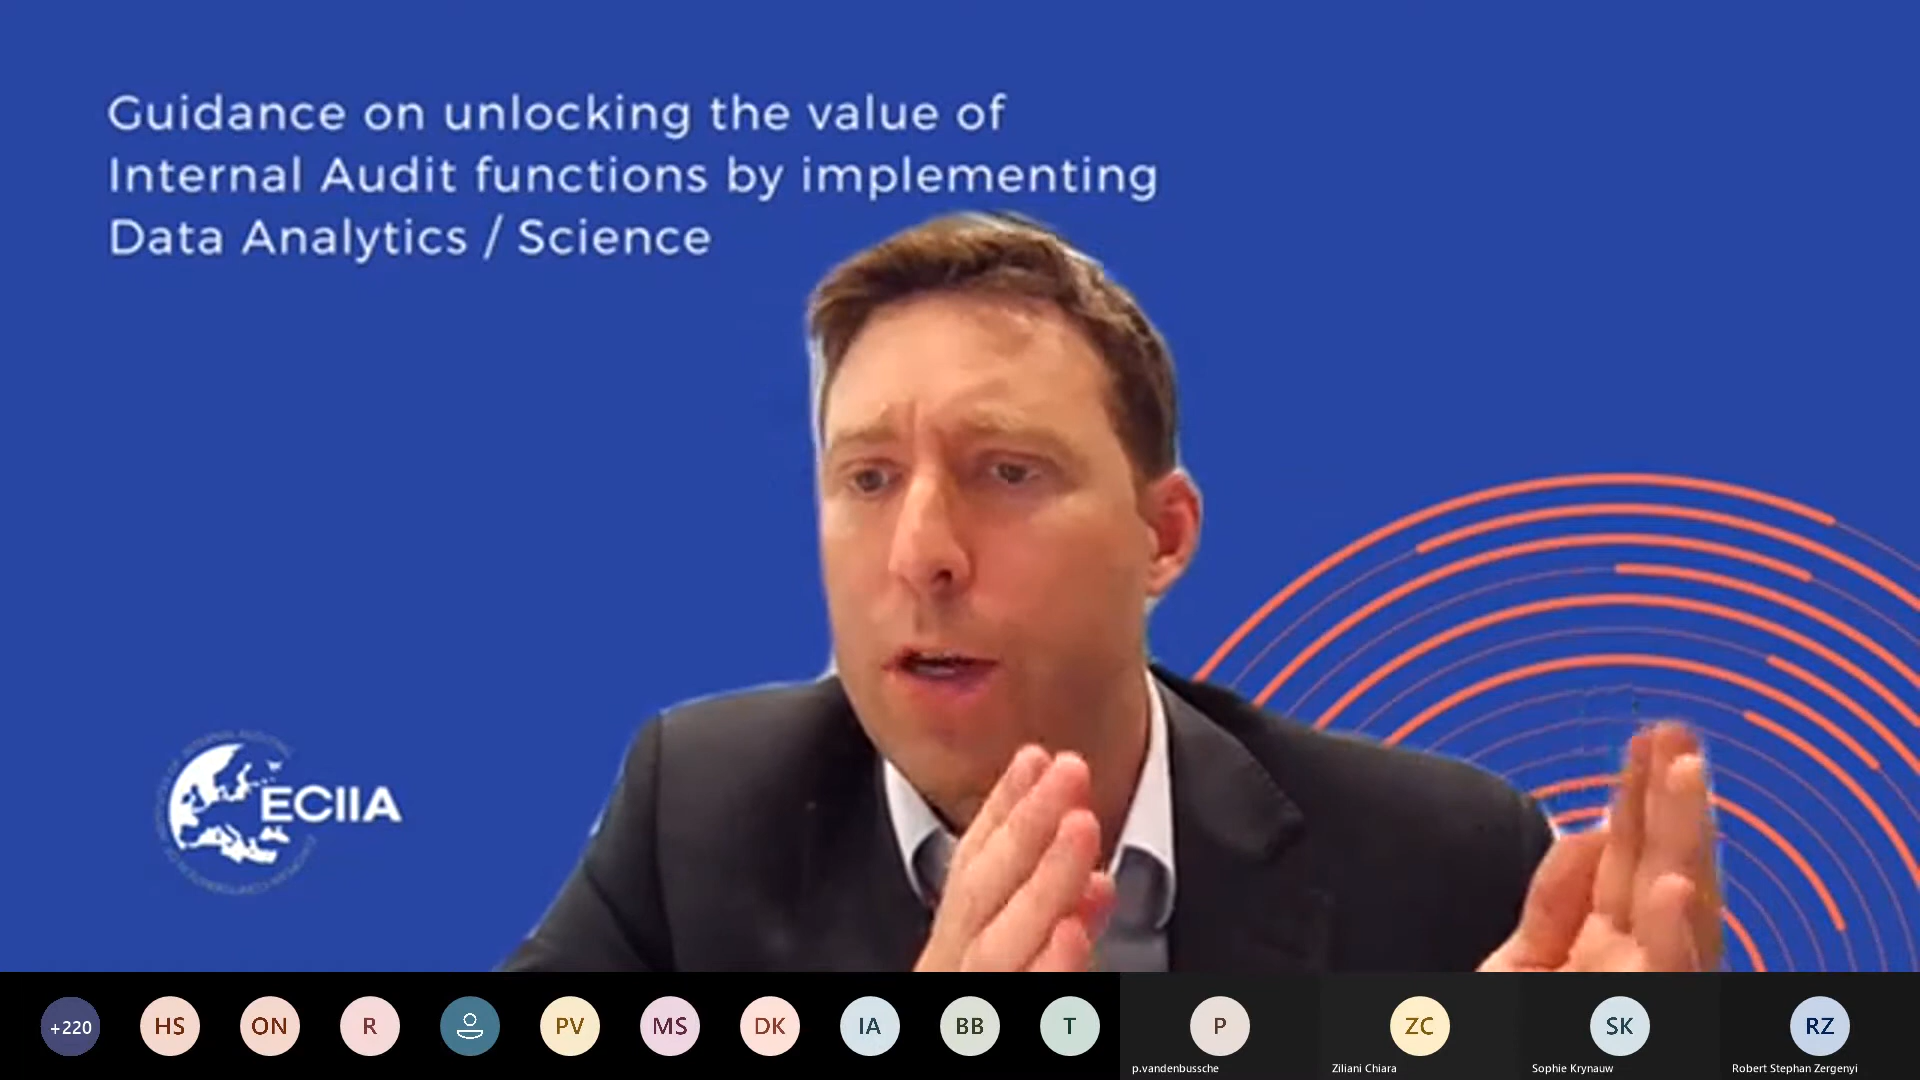 Guidance on unlocking the value of
Internal Audit functions by implementing
Data Analytics / Science
ECIIA
+220
HS
ON
R
PV
MS
DK
IA
BB
T
P
ZC
SK
RZ
p.vandenbussche
Ziliani Chiara
Sophie Krynauw
Robert Stephan Zergenyi